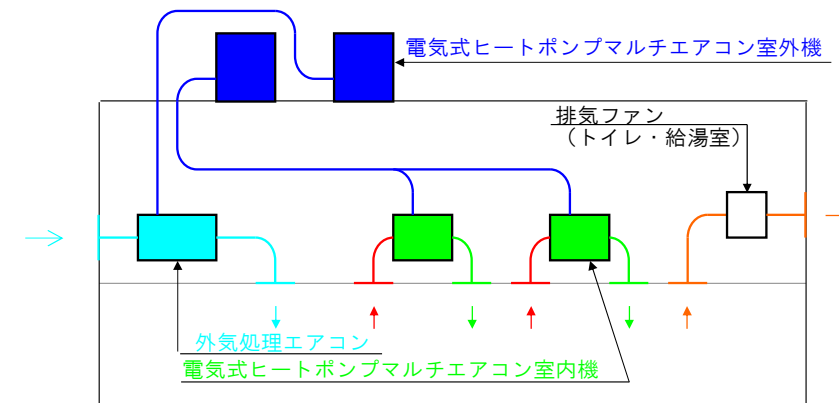 電気式ヒートポンプマルチエアコン室外機
排気ファン
（トイレ・給湯室）
外気処理エアコン
電気式ヒートポンプマルチエアコン室内機